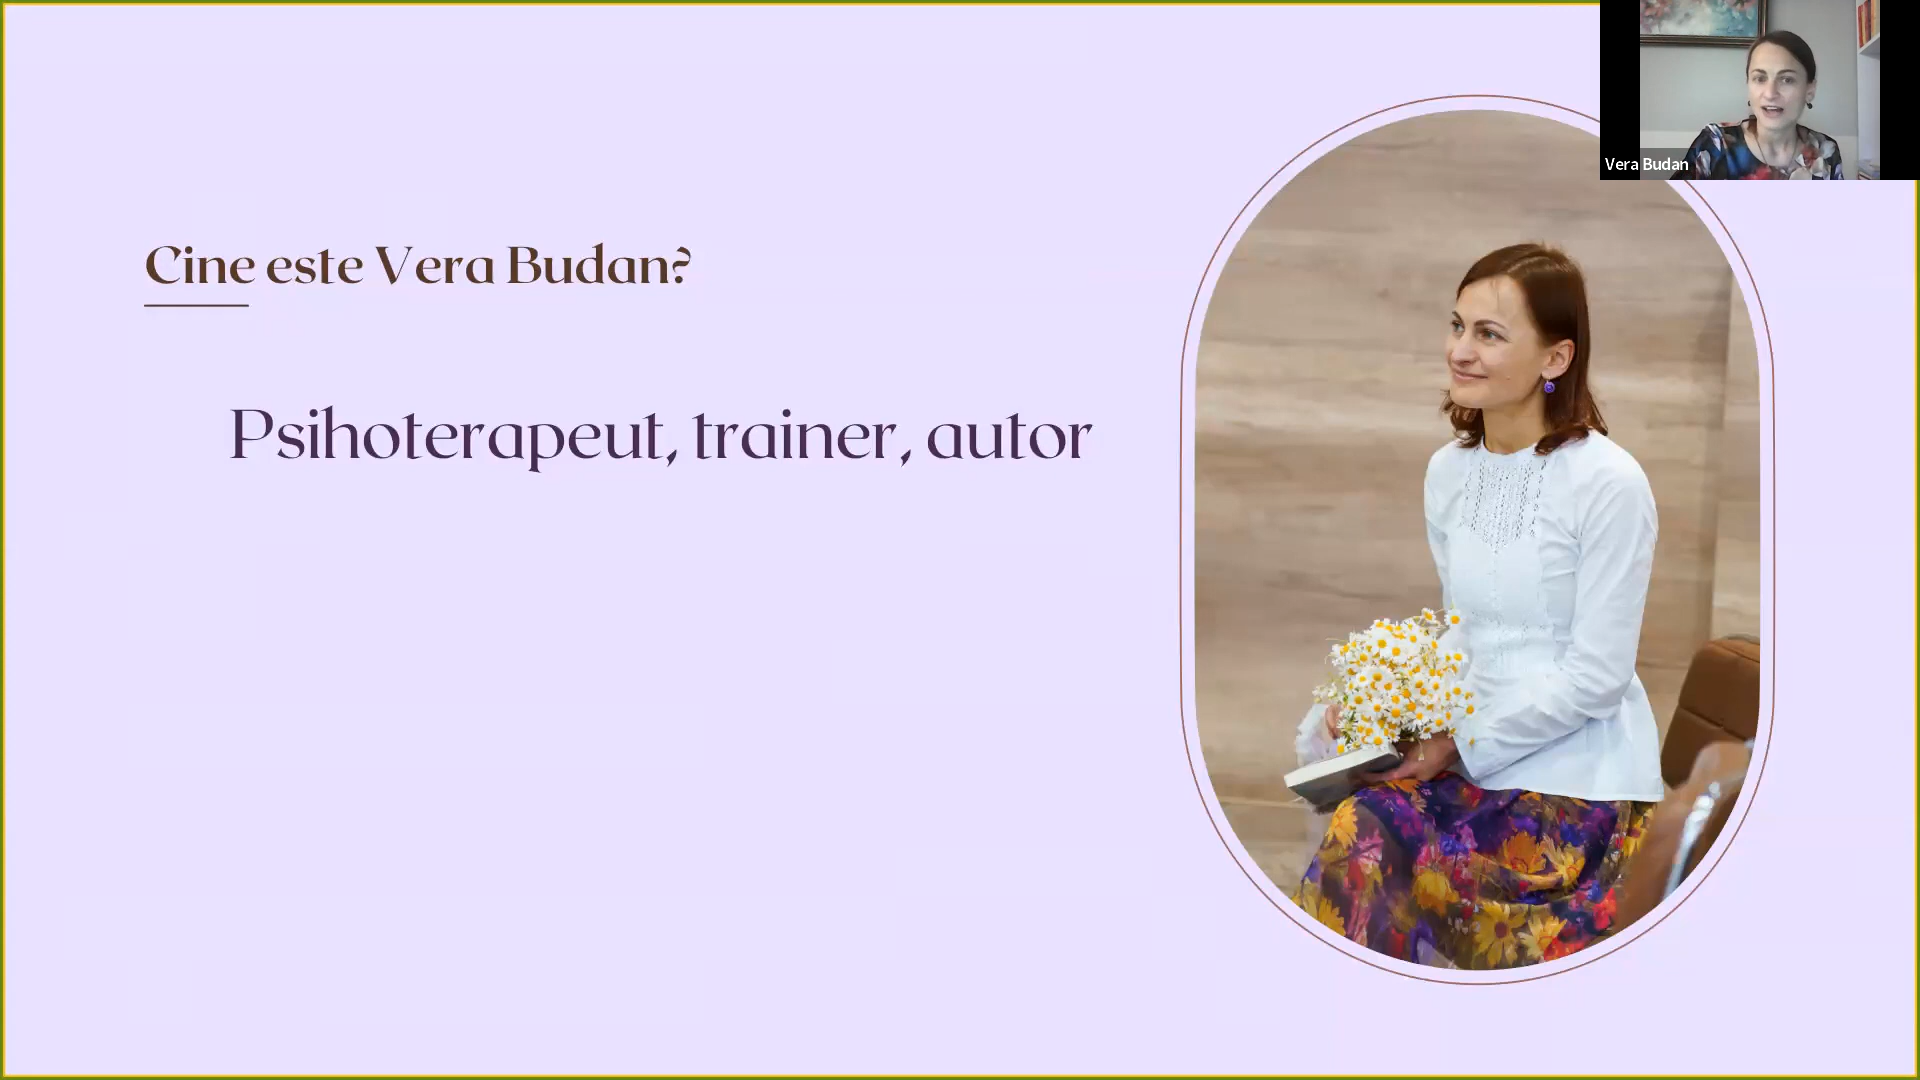 Cine este Vera Budan?
Psihoterapeut, trainer, autor
Vera Budan